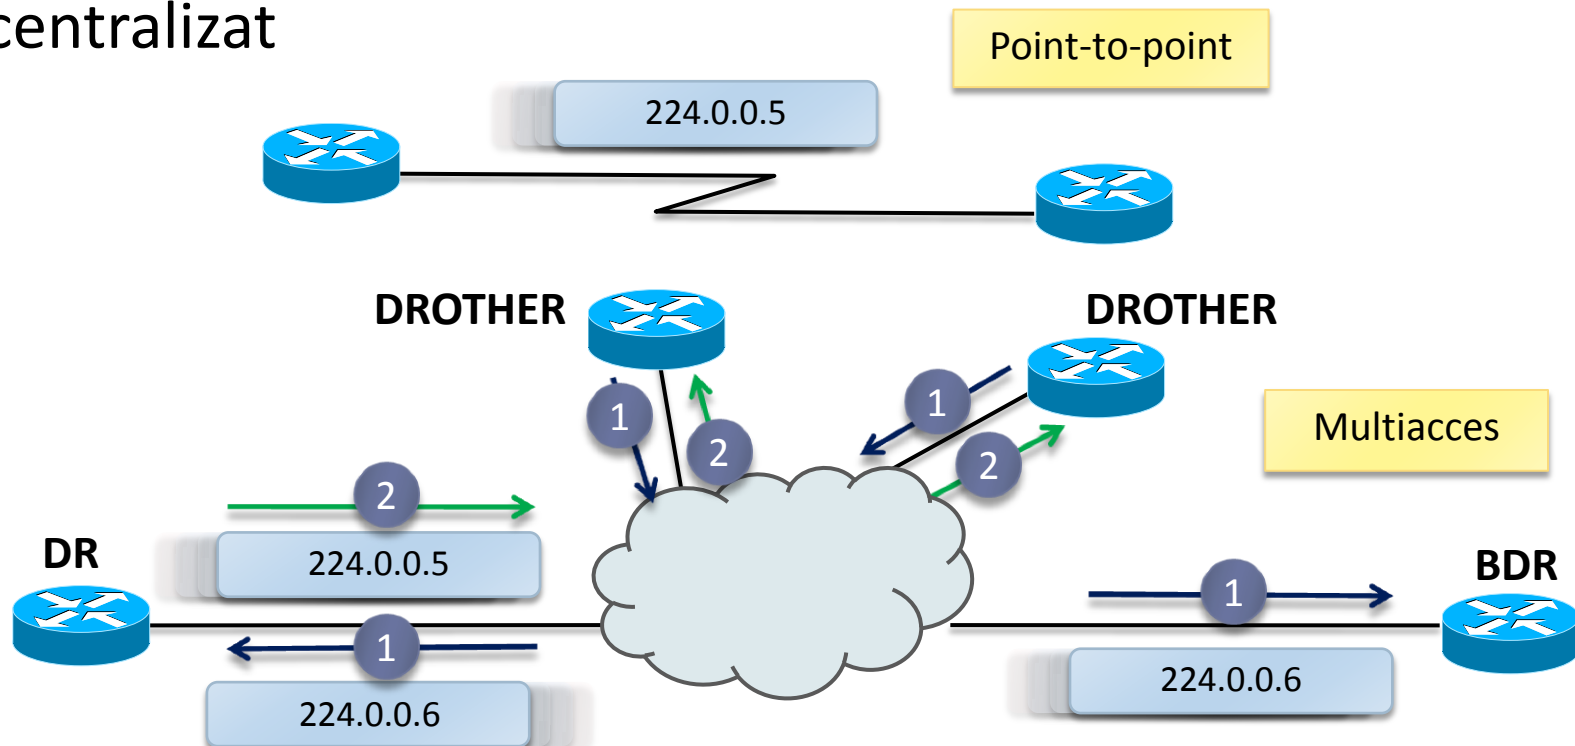 centralizat
Point-to-point
224.0.0.5
DROTHER
DROTHER
1
1
2
2
Multiacces
2
DR
224.0.0.5
BDR
1
1
224.0.0.6
224.0.0.6